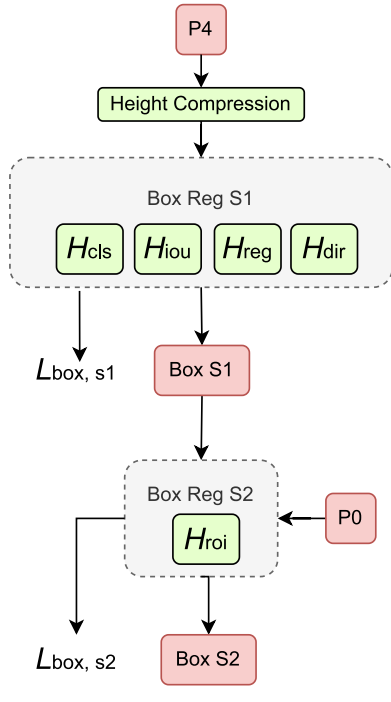 P4
Height Compression
Box Reg S1
Hcls Hiou Hreg Hdir
Lbox, s1
Box S1
Box Reg S2
Hroi
P0
Lbox, s2
Box S2